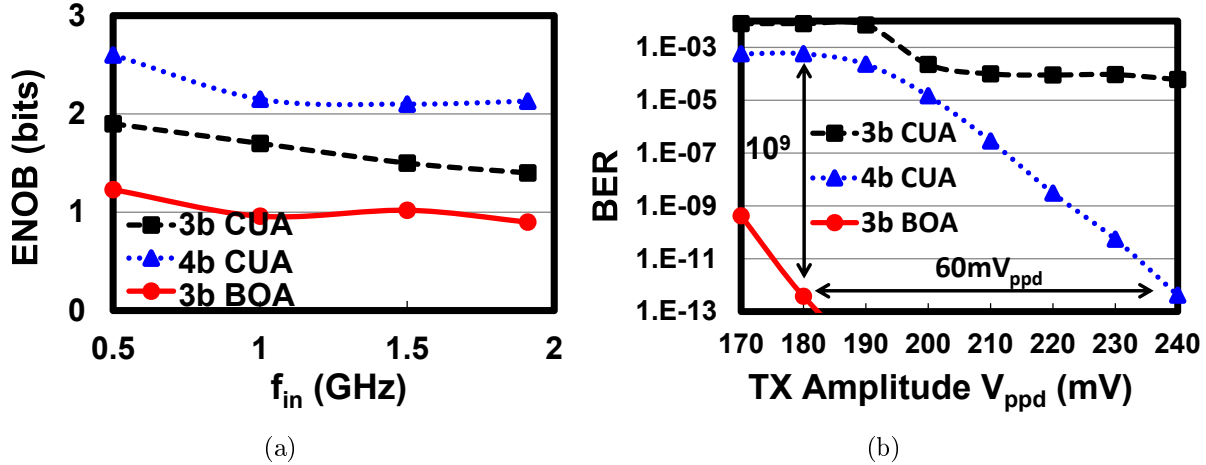 3
2
1
0
ENOB (bits)
3b CUA
4b CUA
3b BOA
0.5
1
1.5
2
f_in (GHz)
(a)
1.E-03
1.E-05
1.E-07
1.E-09
1.E-11
1.E-13
BER
10⁹
3b CUA
4b CUA
3b BOA
60mV_ppd
170
180
190
200
210
220
230
240
TX Amplitude V_ppd (mV)
(b)